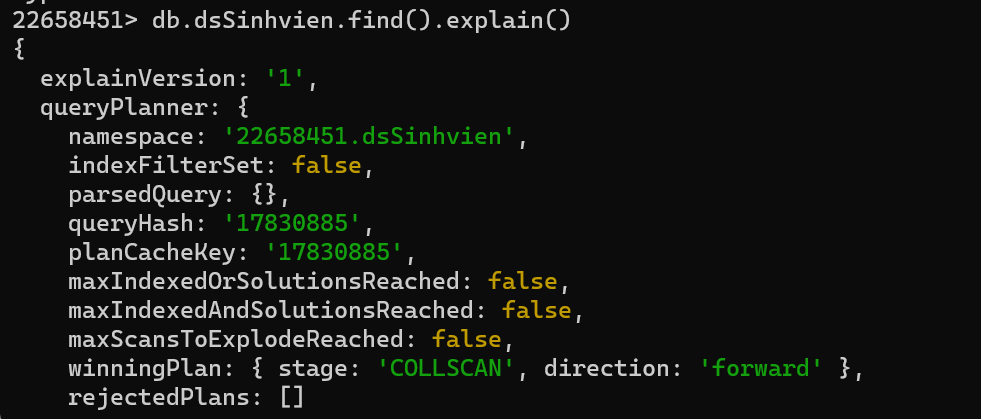 22658451> db.dsSinhvien.find().explain()
{
  explainVersion: '1',
  queryPlanner: {
    namespace: '22658451.dsSinhvien',
    indexFilterSet: false,
    parsedQuery: {},
    queryHash: '17830885',
    planCacheKey: '17830885',
    maxIndexedOrSolutionsReached: false,
    maxIndexedAndSolutionsReached: false,
    maxScansToExplodeReached: false,
    winningPlan: { stage: 'COLLSCAN', direction: 'forward' },
    rejectedPlans: []